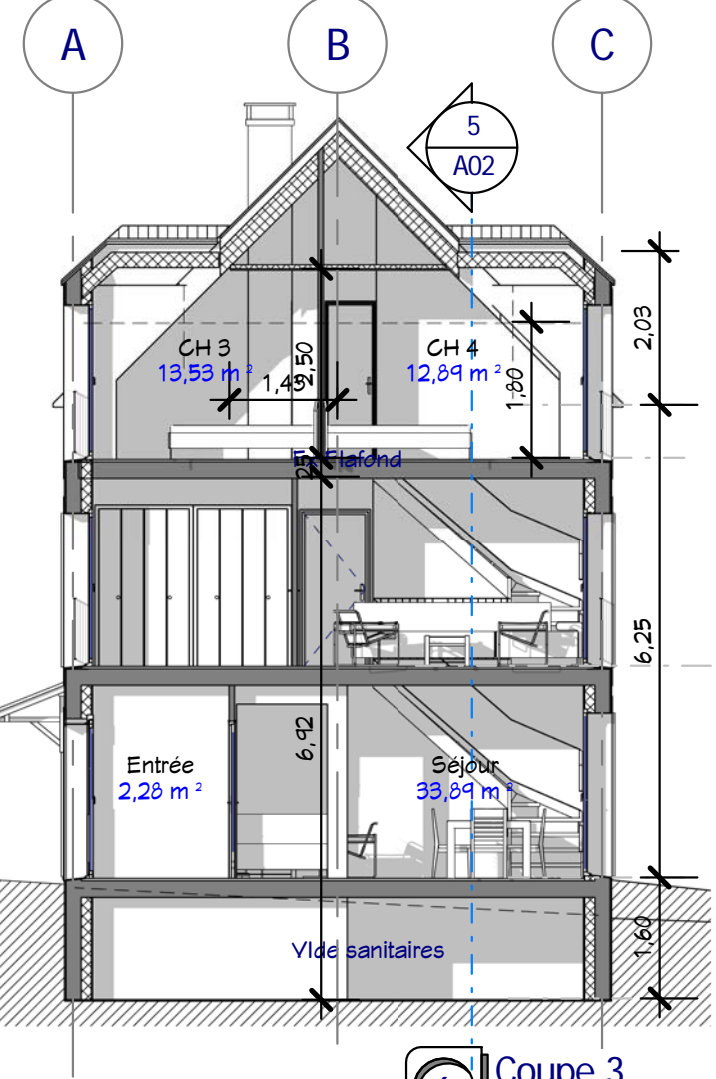 A
B
C
5
A02
2,03
CH 3
13,53 m²
2,50
1,43
CH 4
12,89 m²
1,80
25
6,25
6,92
Entrée
2,28 m²
Séjour
33,89 m²
VIde sanitaires
1,60
Coupe 3